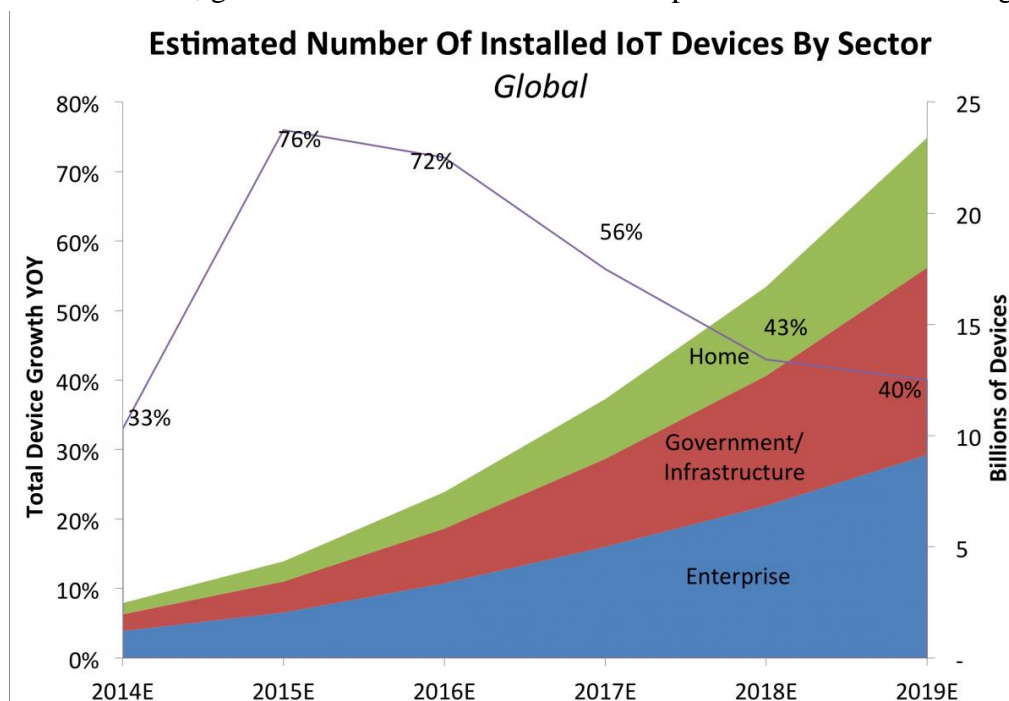 Estimated Number Of Installed IoT Devices By Sector
Global
Total Device Growth YOY
80%
70%
60%
50%
40%
30%
20%
10%
0%
33%
76%
72%
56%
43%
40%
Home
Government/
Infrastructure
Enterprise
25
20
15
10
5
-
Billions of Devices
2014E 2015E 2016E 2017E 2018E 2019E